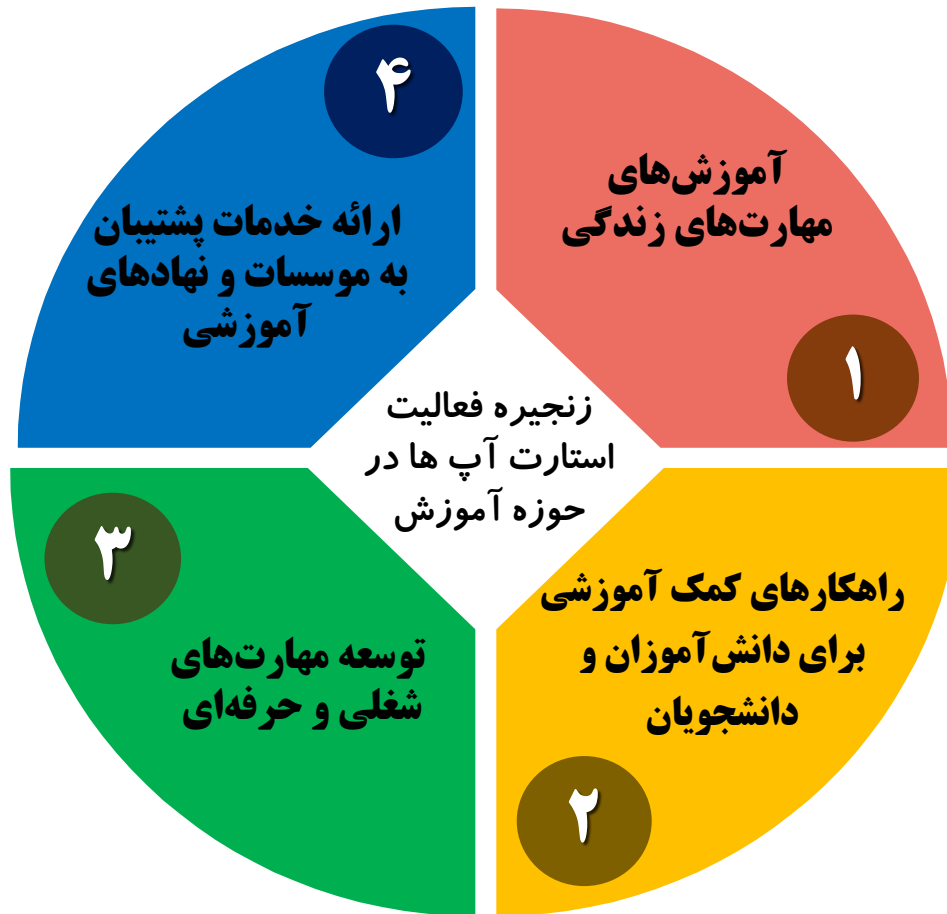 زنجیره فعالیت
استارت آپ ها در
حوزه آموزش
آموزش‌های
مهارت‌های زندگی
۱
راهکارهای کمک آموزشی
برای دانش‌آموزان و
دانشجویان
۲
۳
توسعه مهارت‌های
شغلی و حرفه‌ای
۴
ارائه خدمات پشتیبان
به موسسات و نهادهای
آموزشی